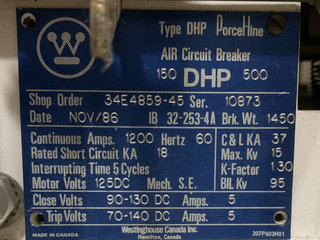 Type DHP Porcel-line
AIR Circuit Breaker
150 DHP 500
Shop Order 34E4859-45 Ser. 10873
Date NOV/86 IB 32-253-4A Brk. Wt. 1450
Continuous Amps. 1200 Hertz 60 C & L KA 37
Rated Short Circuit KA 18 Max. Kv 15
Interrupting Time 5 Cycles K-Factor 1.30
Motor Volts 125DC Mech. S.E. BIL Kv 95
Close Volts 90-130 DC Amps 5
Trip Volts 70-140 DC Amps 5
MADE IN CANADA Westinghouse Canada Inc. 207P603H01
Hamilton, Canada